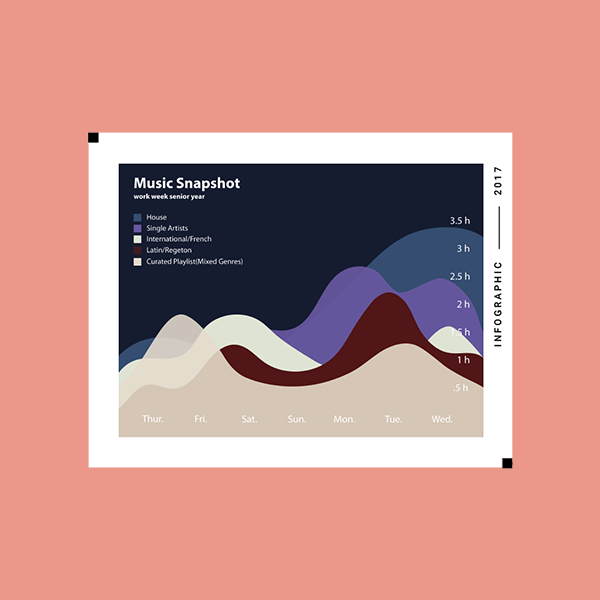 Music Snapshot
work week senior year
House
Single Artists
International/French
Latin/Regeton
Curated Playlist(Mixed Genres)
3.5 h
3 h
2.5 h
2 h
1.5 h
1 h
.5 h
Thur. Fri. Sat. Sun. Mon. Tue. Wed.
INFOGRAPHIC 2017